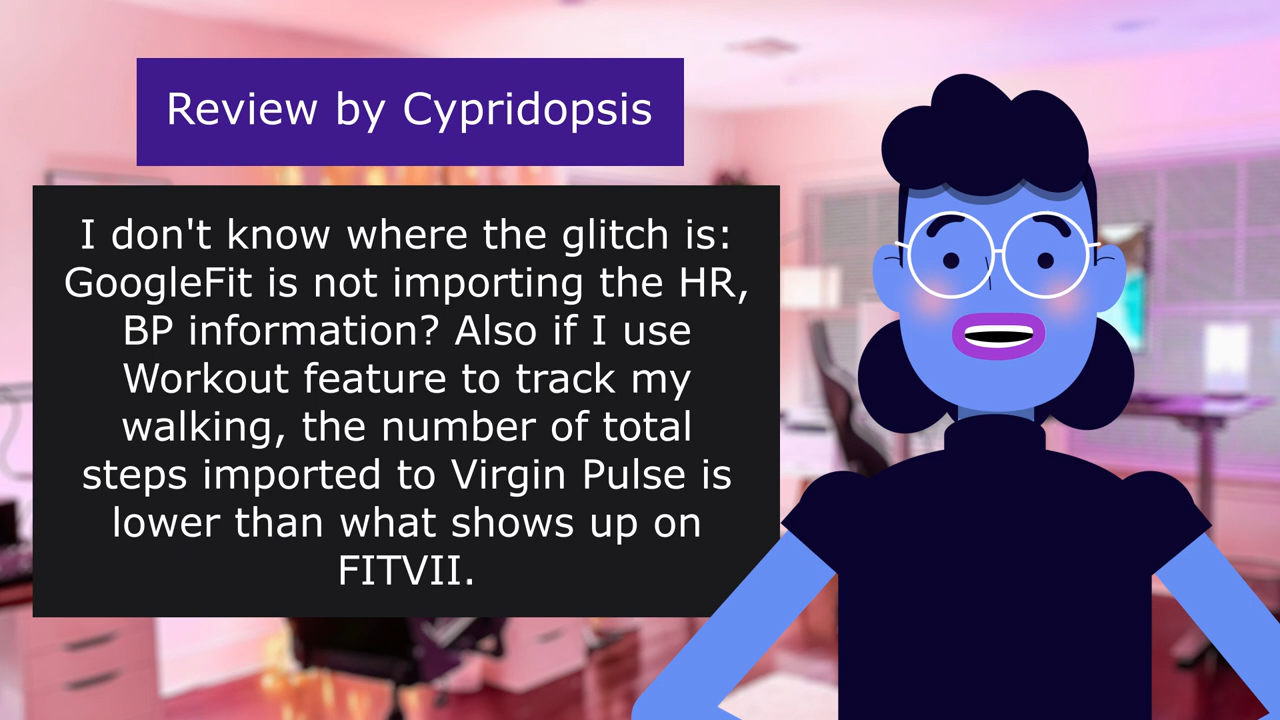 Review by Cypridopsis
I don't know where the glitch is:
GoogleFit is not importing the HR,
BP information? Also if I use
Workout feature to track my
walking, the number of total
steps imported to Virgin Pulse is
lower than what shows up on
FITVII.